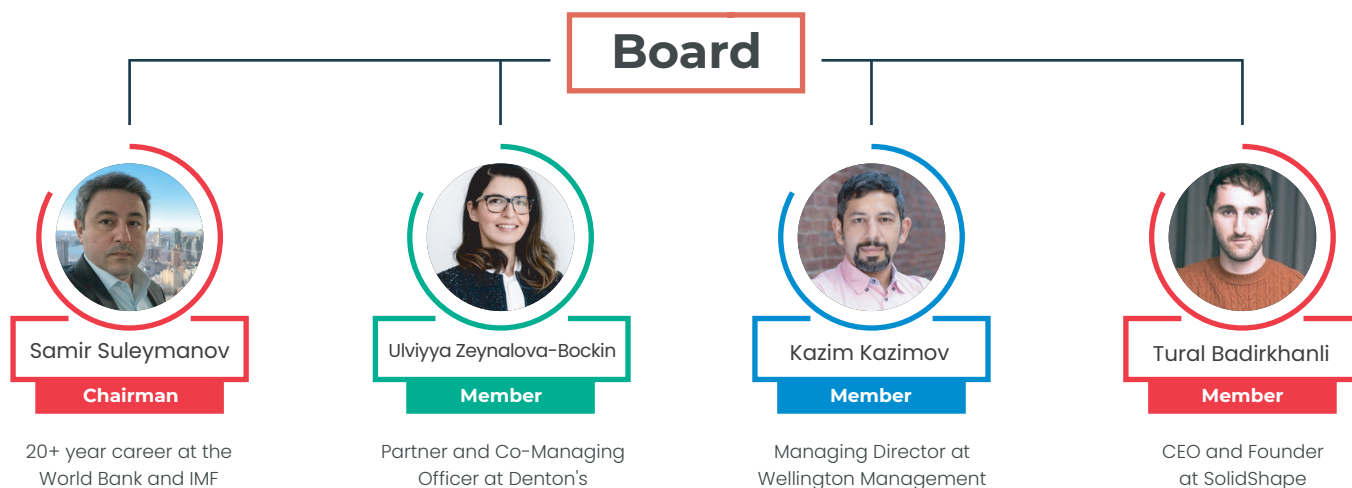 Board
Samir Suleymanov
Chairman
20+ year career at the
World Bank and IMF
Ulviyya Zeynalova-Bockin
Member
Partner and Co-Managing
Officer at Denton's
Kazim Kazimov
Member
Managing Director at
Wellington Management
Tural Badirkhanli
Member
CEO and Founder
at SolidShape